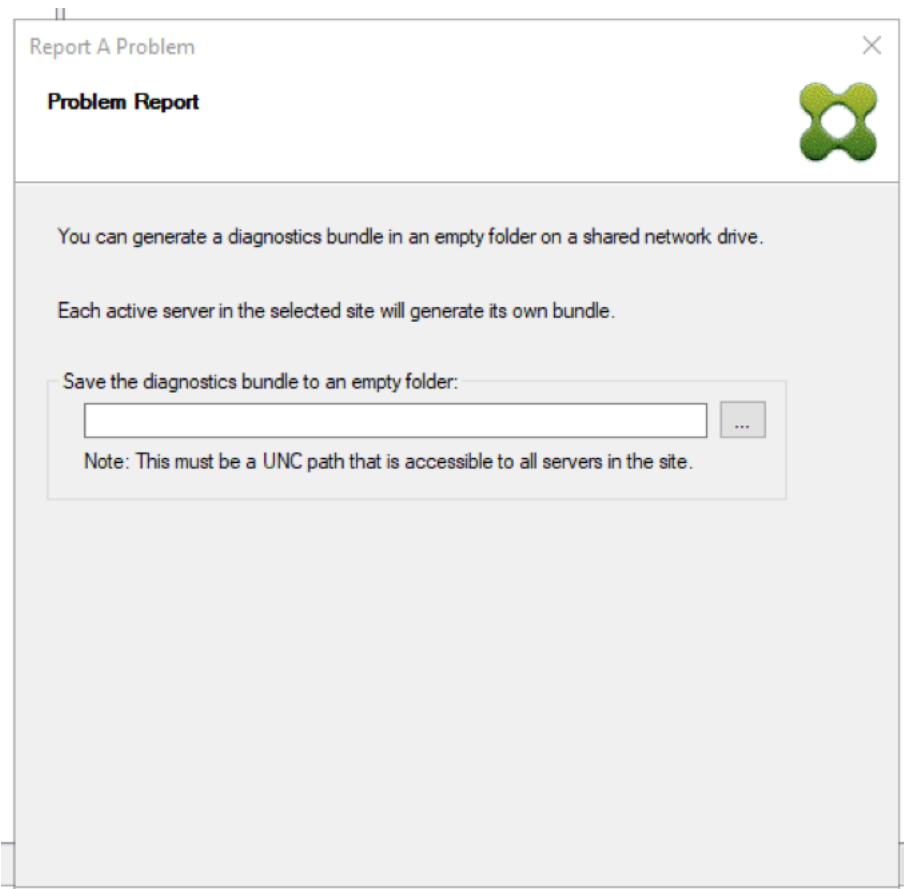 Report A Problem
Problem Report
You can generate a diagnostics bundle in an empty folder on a shared network drive.
Each active server in the selected site will generate its own bundle.
Save the diagnostics bundle to an empty folder:
...
Note: This must be a UNC path that is accessible to all servers in the site.